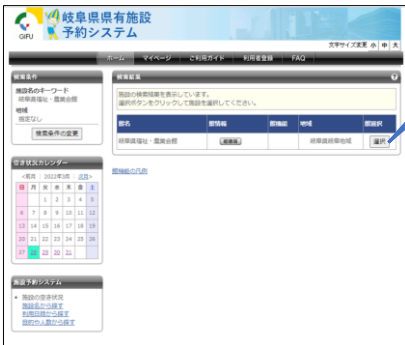 GIFU
岐阜県県有施設
予約システム
文字サイズ変更 小 中 大
ホーム マイページ ご利用ガイド 利用者登録 FAQ
検索条件
施設名のキーワード
岐阜県福祉・農業会館
地域
指定なし
検索条件の変更
検索結果
施設の検索結果を表示しています。
選択ボタンをクリックして施設を選択してください。
館名 館情報 館機能 地域 館選択
岐阜県福祉・農業会館 館情報 岐阜県岐阜地域 選択
館機能の凡例
空き状況カレンダー
<前月 2022年3月 次月>
日 月 火 水 木 金 土
1 2 3 4 5
6 7 8 9 10 11 12
13 14 15 16 17 18 19
20 21 22 23 24 25 26
27 28 29 30 31
施設予約システム
施設の空き状況
施設名から探す
利用日時から探す
目的や人数から探す